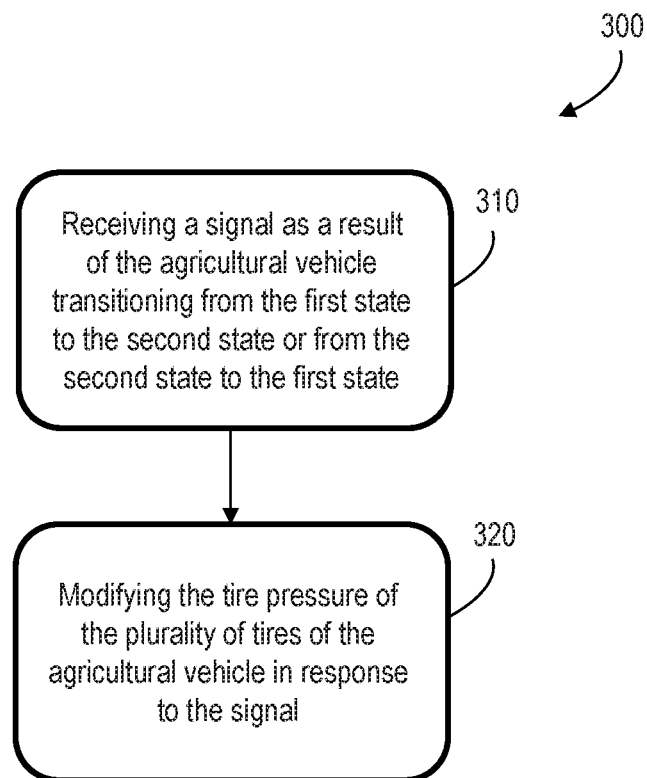 300
310
Receiving a signal as a result
of the agricultural vehicle
transitioning from the first state
to the second state or from the
second state to the first state
320
Modifying the tire pressure of
the plurality of tires of the
agricultural vehicle in response
to the signal